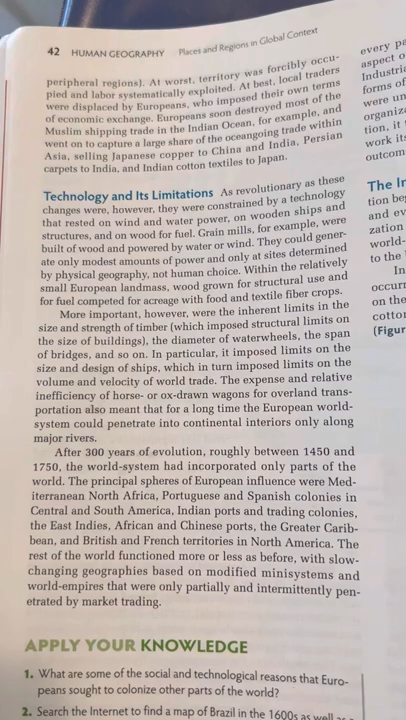 42 HUMAN GEOGRAPHY Places and Regions in Global Context
peripheral regions). At worst, territory was forcibly occu-
pied and labor systematically exploited. At best, local traders
were displaced by Europeans, who imposed their own terms
of economic exchange. Europeans soon destroyed most of the
Muslim shipping trade in the Indian Ocean, for example, and
went on to capture a large share of the oceangoing trade within
Asia, selling Japanese copper to China and India, Persian
carpets to India, and Indian cotton textiles to Japan.
Technology and Its Limitations As revolutionary as these
changes were, however, they were constrained by a technology
that rested on wind and water power, on wooden ships and
structures, and on wood for fuel. Grain mills, for example, were
built of wood and powered by water or wind. They could gener-
ate only modest amounts of power and only at sites determined
by physical geography, not human choice. Within the relatively
small European landmass, wood grown for structural use and
for fuel competed for acreage with food and textile fiber crops.
More important, however, were the inherent limits in the
size and strength of timber (which imposed structural limits on
the size of buildings), the diameter of waterwheels, the span
of bridges, and so on. In particular, it imposed limits on the
size and design of ships, which in turn imposed limits on the
volume and velocity of world trade. The expense and relative
inefficiency of horse- or ox-drawn wagons for overland trans-
portation also meant that for a long time the European world-
system could penetrate into continental interiors only along
major rivers.
After 300 years of evolution, roughly between 1450 and
1750, the world-system had incorporated only parts of the
world. The principal spheres of European influence were Med-
iterranean North Africa, Portuguese and Spanish colonies in
Central and South America, Indian ports and trading colonies,
the East Indies, African and Chinese ports, the Greater Carib-
bean, and British and French territories in North America. The
rest of the world functioned more or less as before, with slow-
changing geographies based on modified minisystems and
world-empires that were only partially and intermittently pen-
etrated by market trading.
APPLY YOUR KNOWLEDGE
1. What are some of the social and technological reasons that Euro-
peans sought to colonize other parts of the world?
2. Search the Internet to find a map of Brazil in the 1600s as well as
every
aspect
forms of
were
tion, it
work
The
and
zation
world-
to the
In
on the